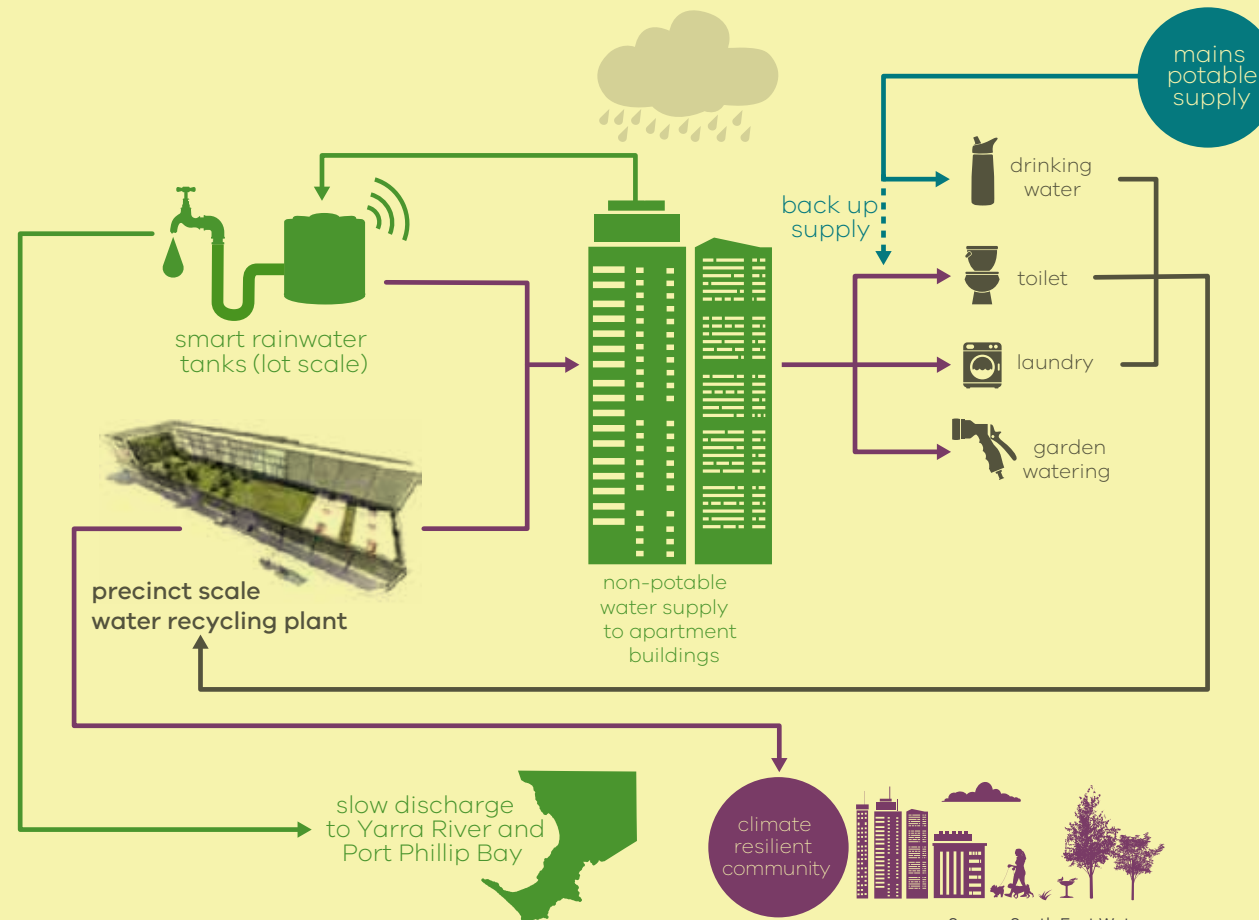 mains
potable
supply
drinking
water
back up
supply
toilet
smart rainwater
tanks (lot scale)
laundry
garden
watering
precinct scale
water recycling plant
non-potable
water supply
to apartment
buildings
slow discharge
to Yarra River and
Port Phillip Bay
climate
resilient
community